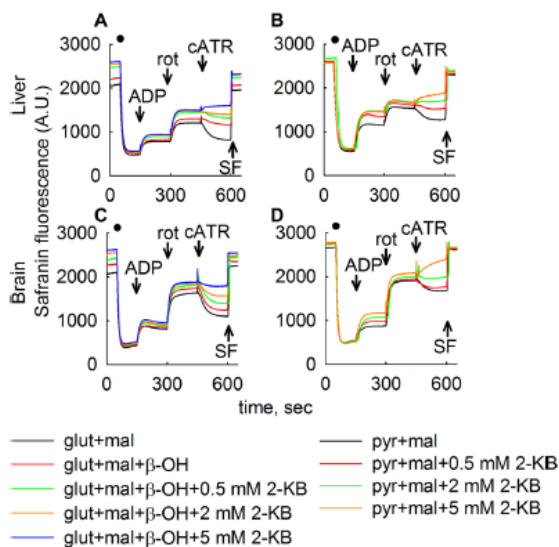 A
B
cATR
rot
ADP
SF
3000
2000
1000
0
cATR
ADP rot
SF
3000
2000
1000
0
0 300 600
0 300 600
Liver
Brain
Safranin fluorescence (A.U.)
C
D
rot cATR
ADP
SF
3000
2000
1000
0
cATR
rot
ADP
SF
3000
2000
1000
0
0 300 600
0 300 600
time, sec
glut+mal
glut+mal+β-OH
glut+mal+β-OH+0.5 mM 2-KB
glut+mal+β-OH+2 mM 2-KB
glut+mal+β-OH+5 mM 2-KB
pyr+mal
pyr+mal+0.5 mM 2-KB
pyr+mal+2 mM 2-KB
pyr+mal+5 mM 2-KB